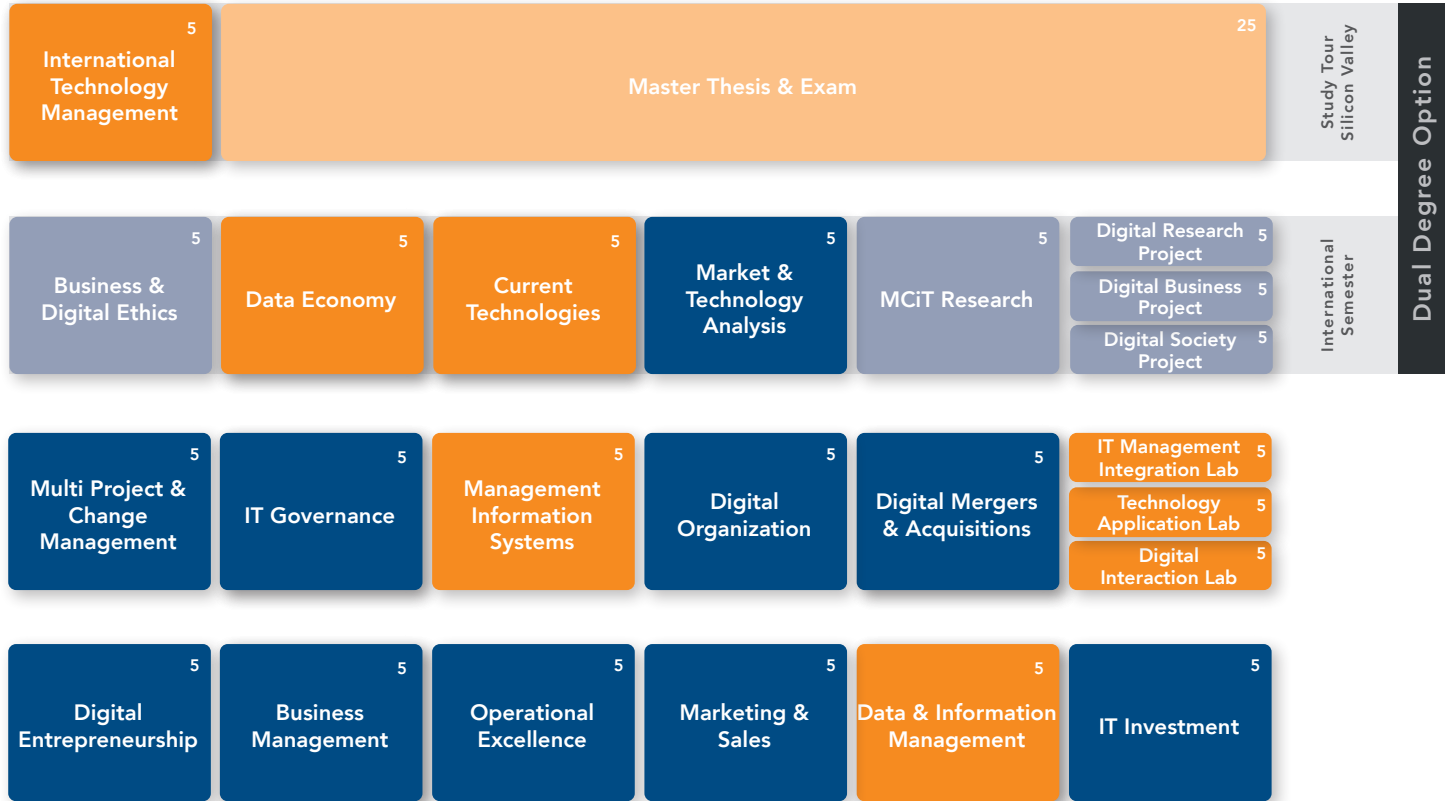 5
International
Technology
Management
25
Master Thesis & Exam
Study Tour
Silicon Valley
Dual Degree Option
5
Business &
Digital Ethics
5
Data Economy
5
Current
Technologies
5
Market &
Technology
Analysis
5
MCiT Research
Digital Research
Project
5
Digital Business
Project
5
Digital Society
Project
5
International
Semester
5
Multi Project &
Change
Management
5
IT Governance
5
Management
Information
Systems
5
Digital
Organization
5
Digital Mergers
& Acquisitions
IT Management
Integration Lab
5
Technology
Application Lab
5
Digital
Interaction Lab
5
5
Digital
Entrepreneurship
5
Business
Management
5
Operational
Excellence
5
Marketing &
Sales
5
Data & Information
Management
5
IT Investment